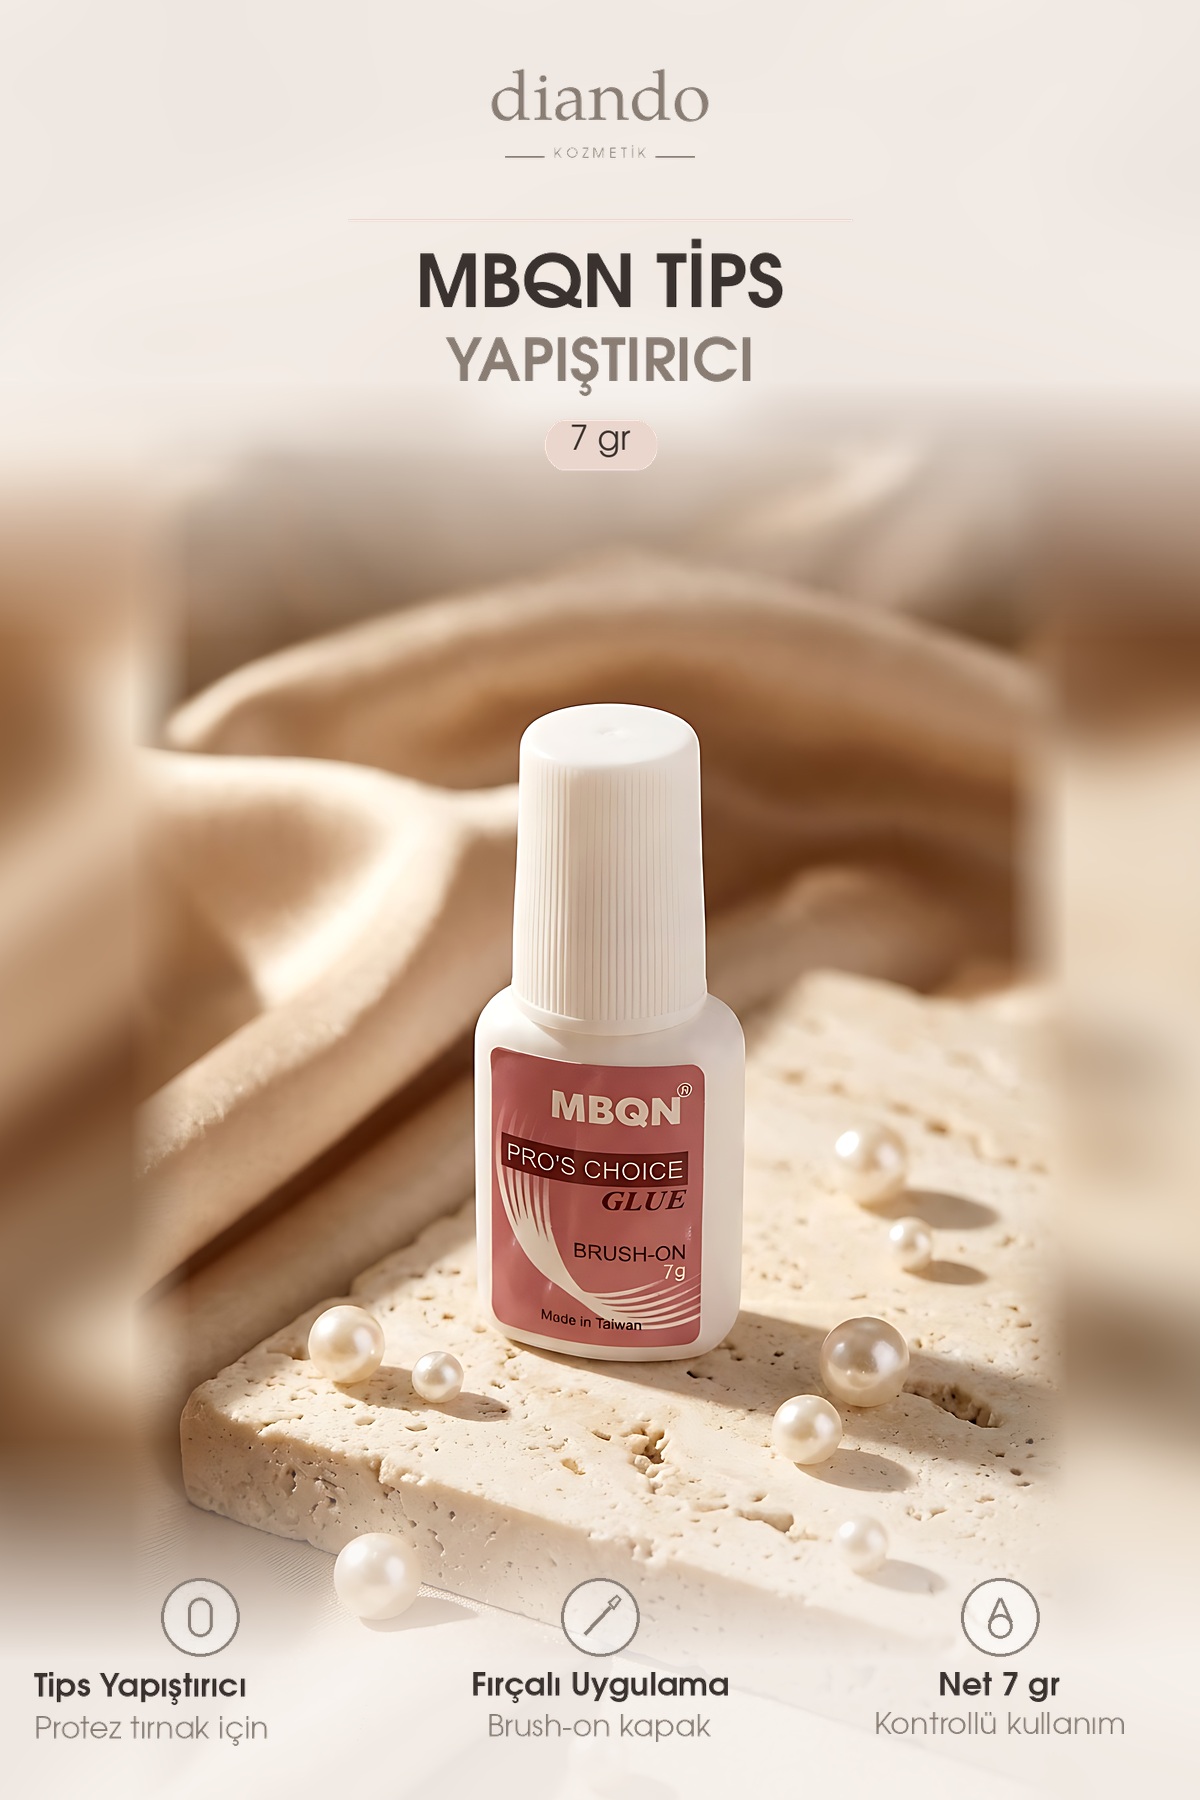 diando
KOZMETİK
MBQN TİPS
YAPIŞTIRICI
7 gr
MBQN®
PRO'S CHOICE
GLUE
BRUSH-ON
7g
Made in Taiwan
Tips Yapıştırıcı
Protez tırnak için
Fırçalı Uygulama
Brush-on kapak
Net 7 gr
Kontrollü kullanım